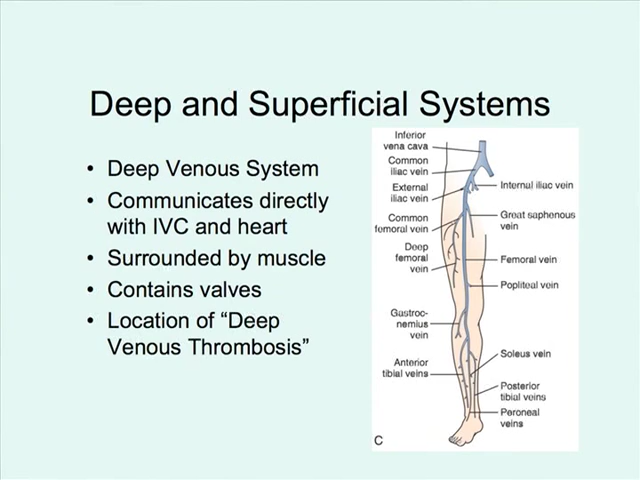 Deep and Superficial Systems
• Deep Venous System
• Communicates directly
with IVC and heart
• Surrounded by muscle
• Contains valves
• Location of “Deep
Venous Thrombosis”
Inferior
vena cava
Common
iliac vein
External
iliac vein
Common
femoral vein
Deep
femoral
vein
Gastroc-
nemius
vein
Anterior
tibial veins
Internal iliac vein
Great saphenous
vein
Femoral vein
Popliteal vein
Soleus vein
Posterior
tibial veins
Peroneal
veins
C